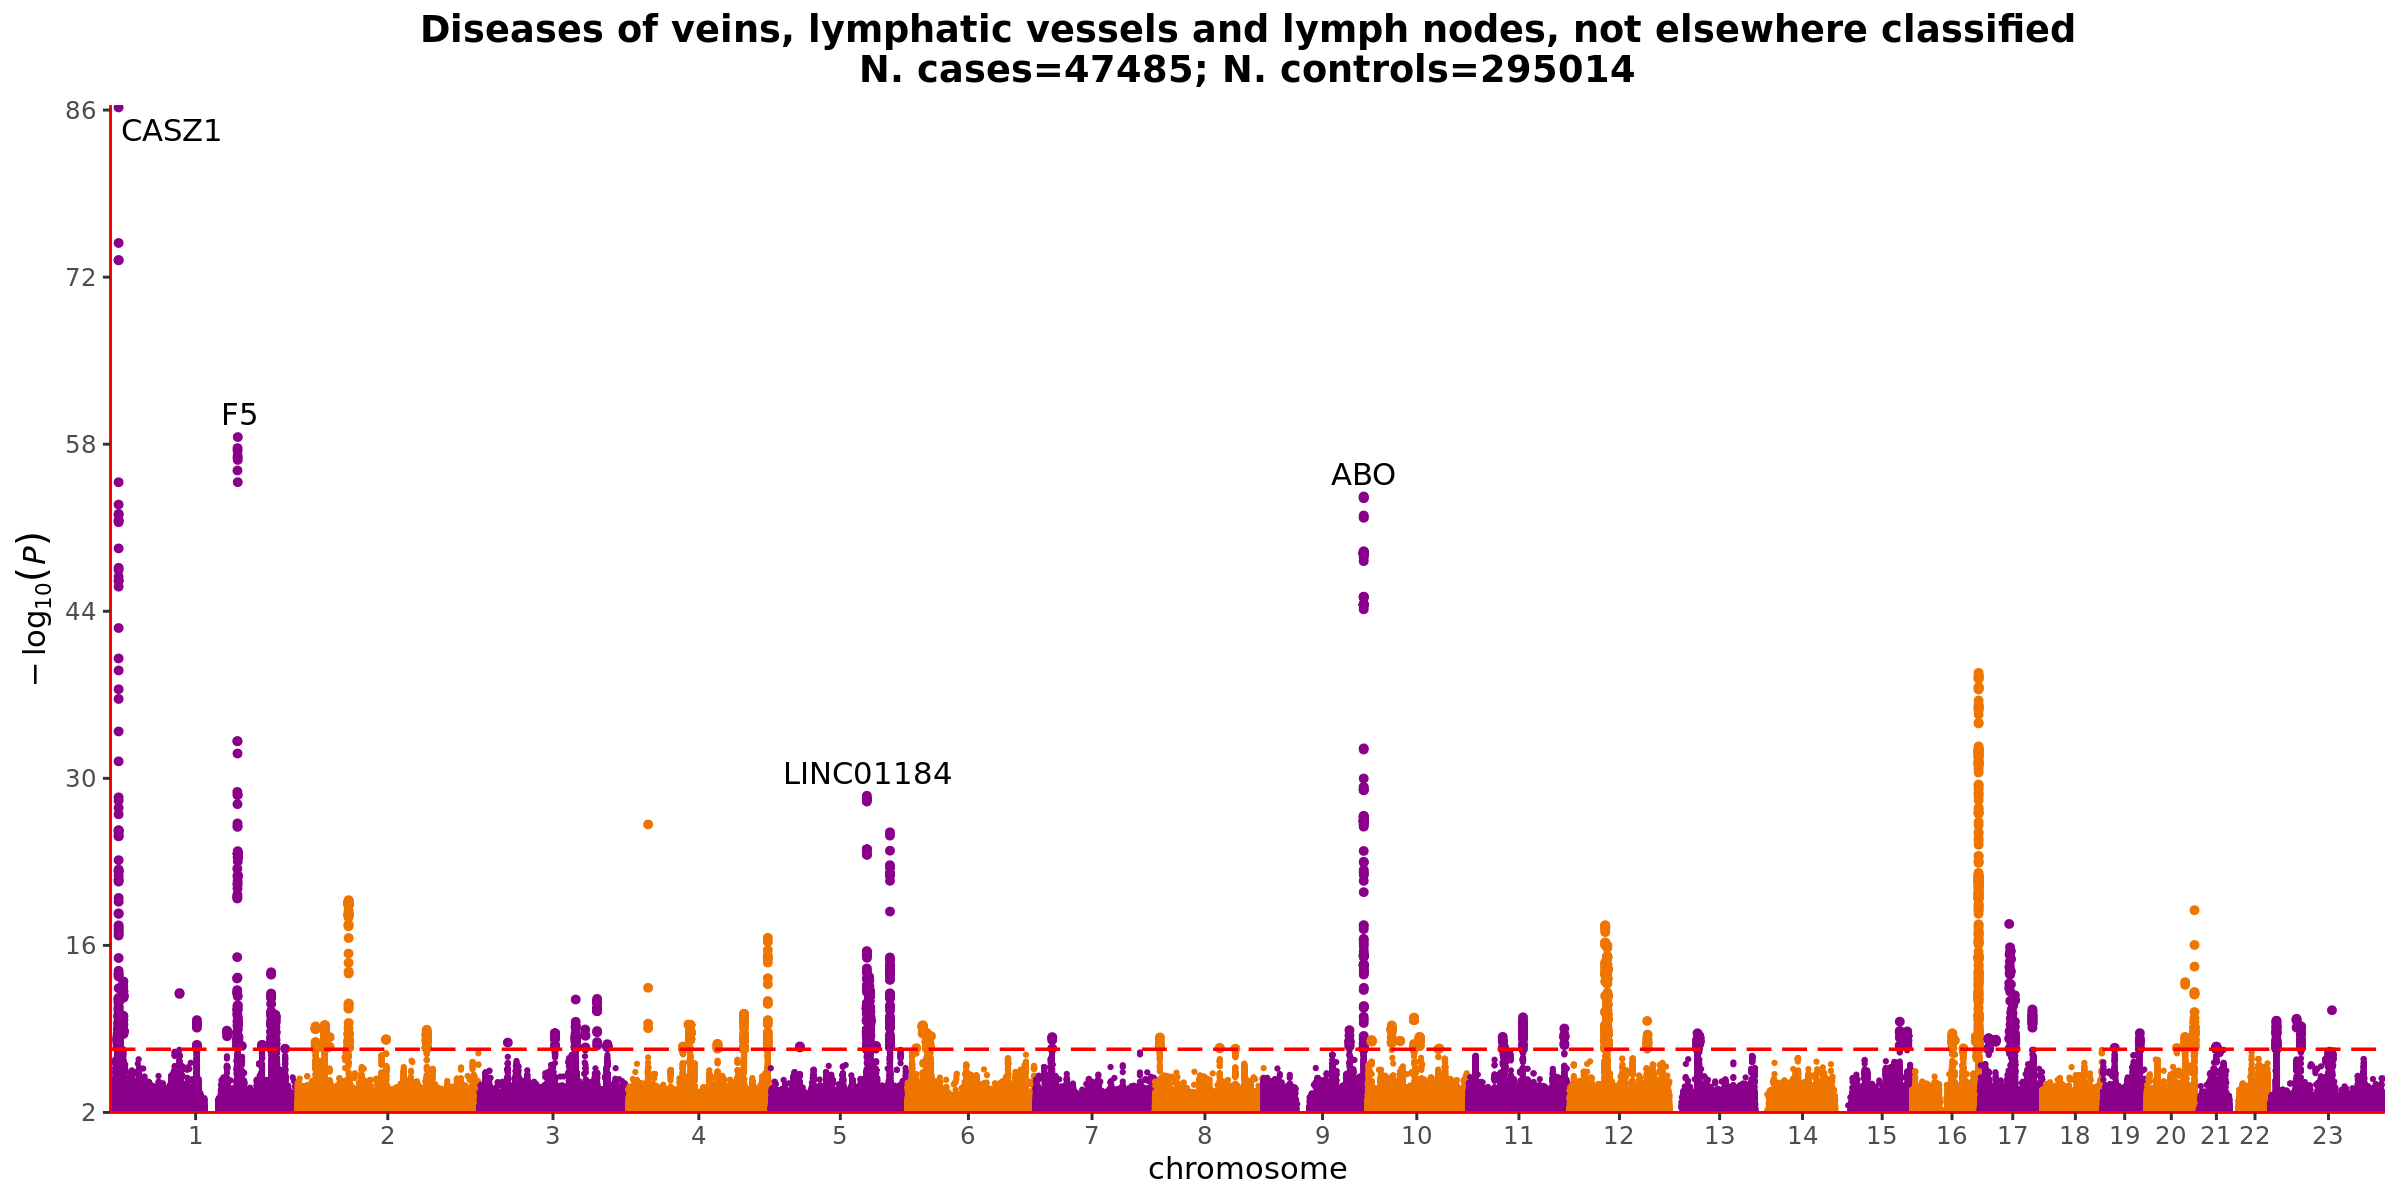 Diseases of veins, lymphatic vessels and lymph nodes, not elsewhere classified
N. cases=47485; N. controls=295014
86
CASZ1
72
F5
58
ABO
44
LINC01184
30
16
2
− log10(P)
1 2 3 4 5 6 7 8 9 10 11 12 13 14 15 16 17 18 19 20 21 22 23
chromosome